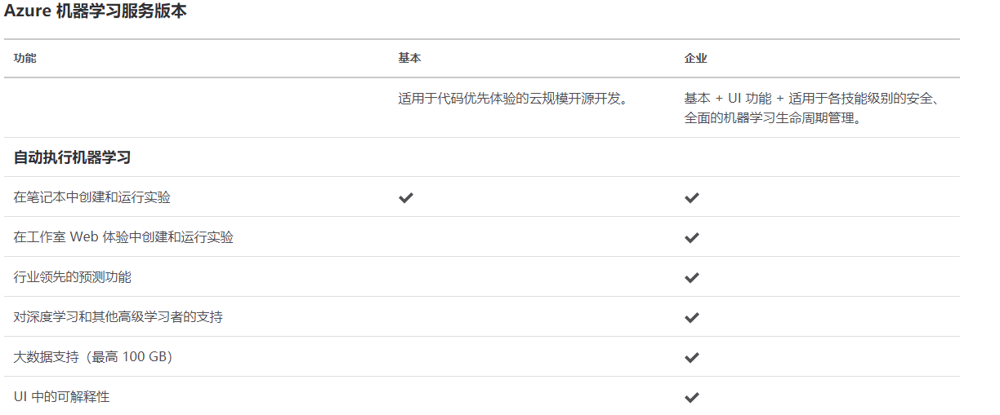 Azure 机器学习服务版本
功能 基本 企业
适用于代码优先体验的云规模开源开发。 基本 + UI 功能 + 适用于各技能级别的安全、
全面的机器学习生命周期管理。
自动执行机器学习
在笔记本中创建和运行实验
在工作室 Web 体验中创建和运行实验
行业领先的预测功能
对深度学习和其他高级学习者的支持
大数据支持（最高 100 GB）
UI 中的可解释性